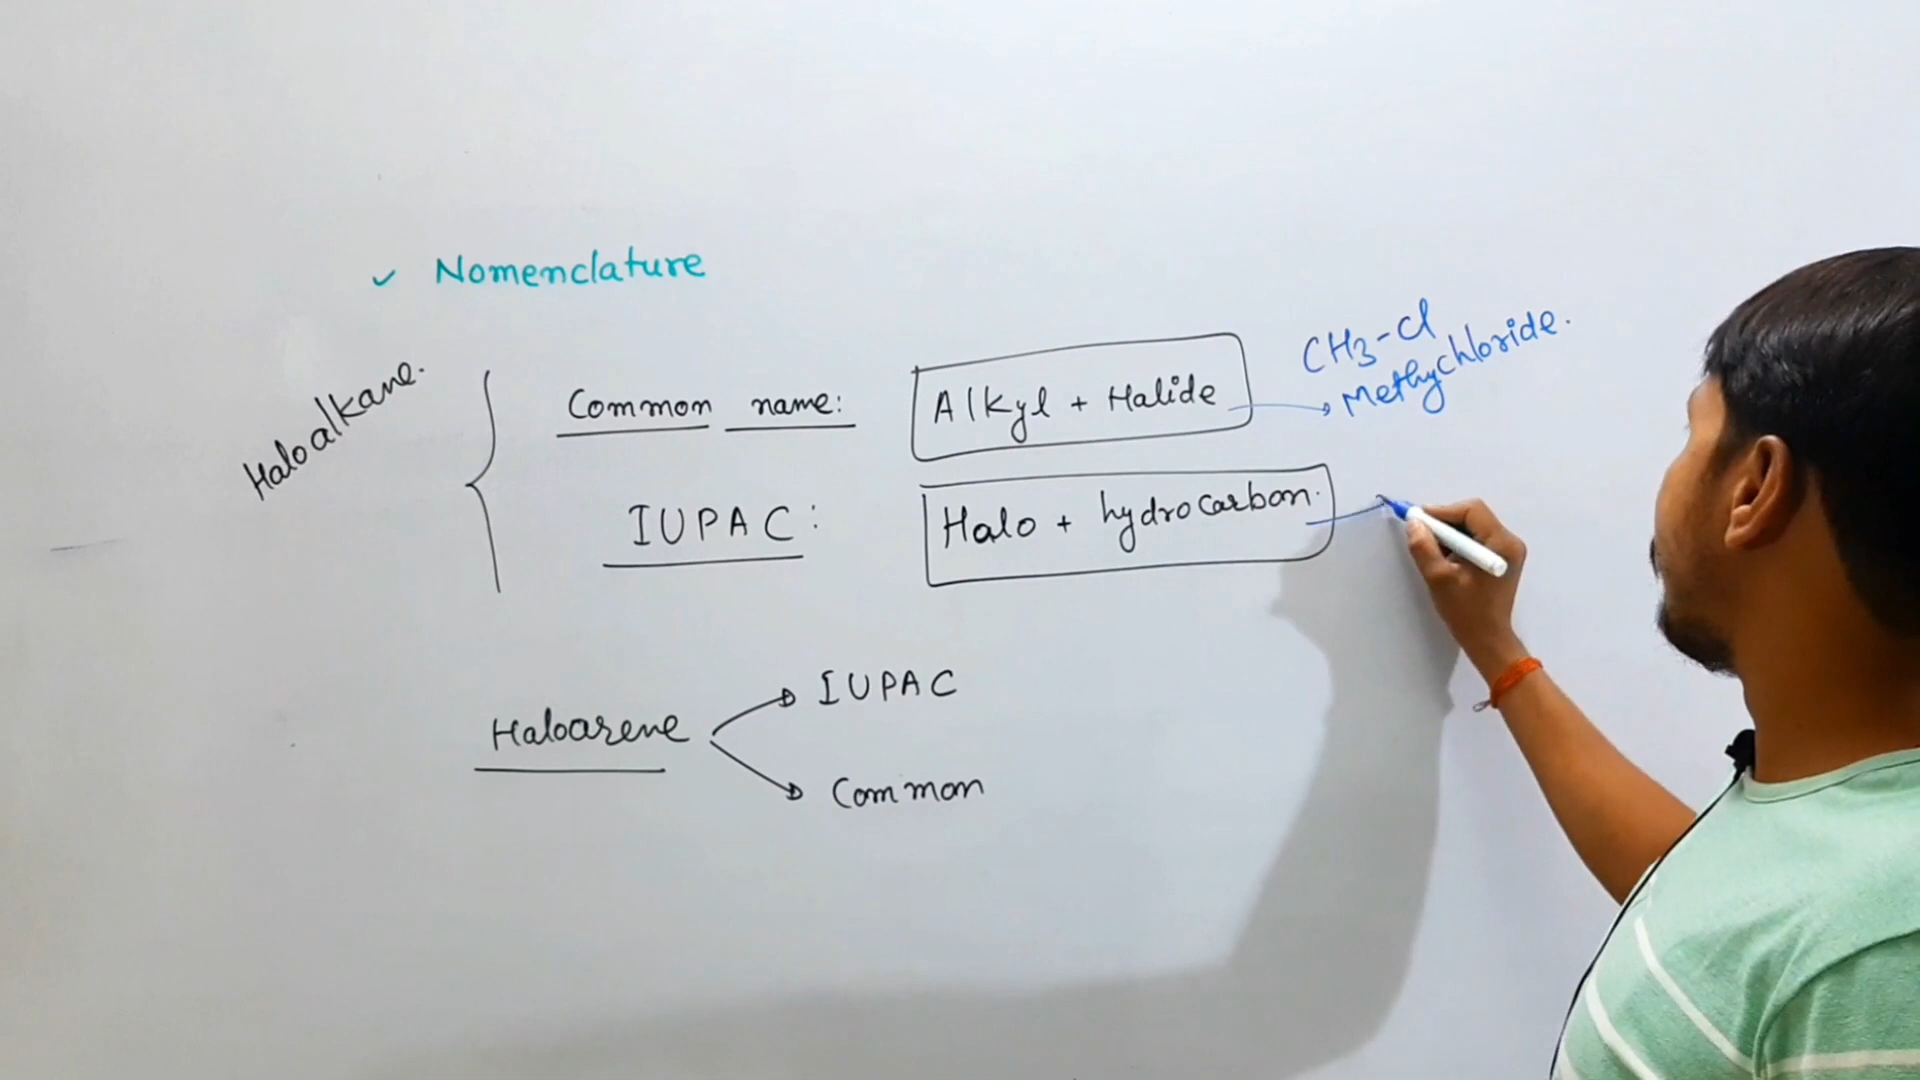 ✓ Nomenclature
Haloalkane.
Common name: Alkyl + Halide
CH3-Cl
Methychloride.
IUPAC: Halo + hydrocarbon.
Haloarene
IUPAC
Common